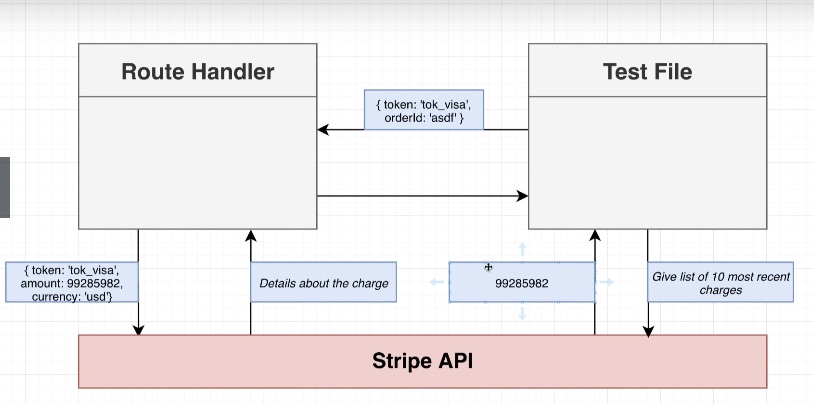 Route Handler
Test File
{ token: 'tok_visa',
orderId: 'asdf' }
{ token: 'tok_visa',
amount: 99285982,
currency: 'usd'}
Details about the charge
99285982
Give list of 10 most recent
charges
Stripe API